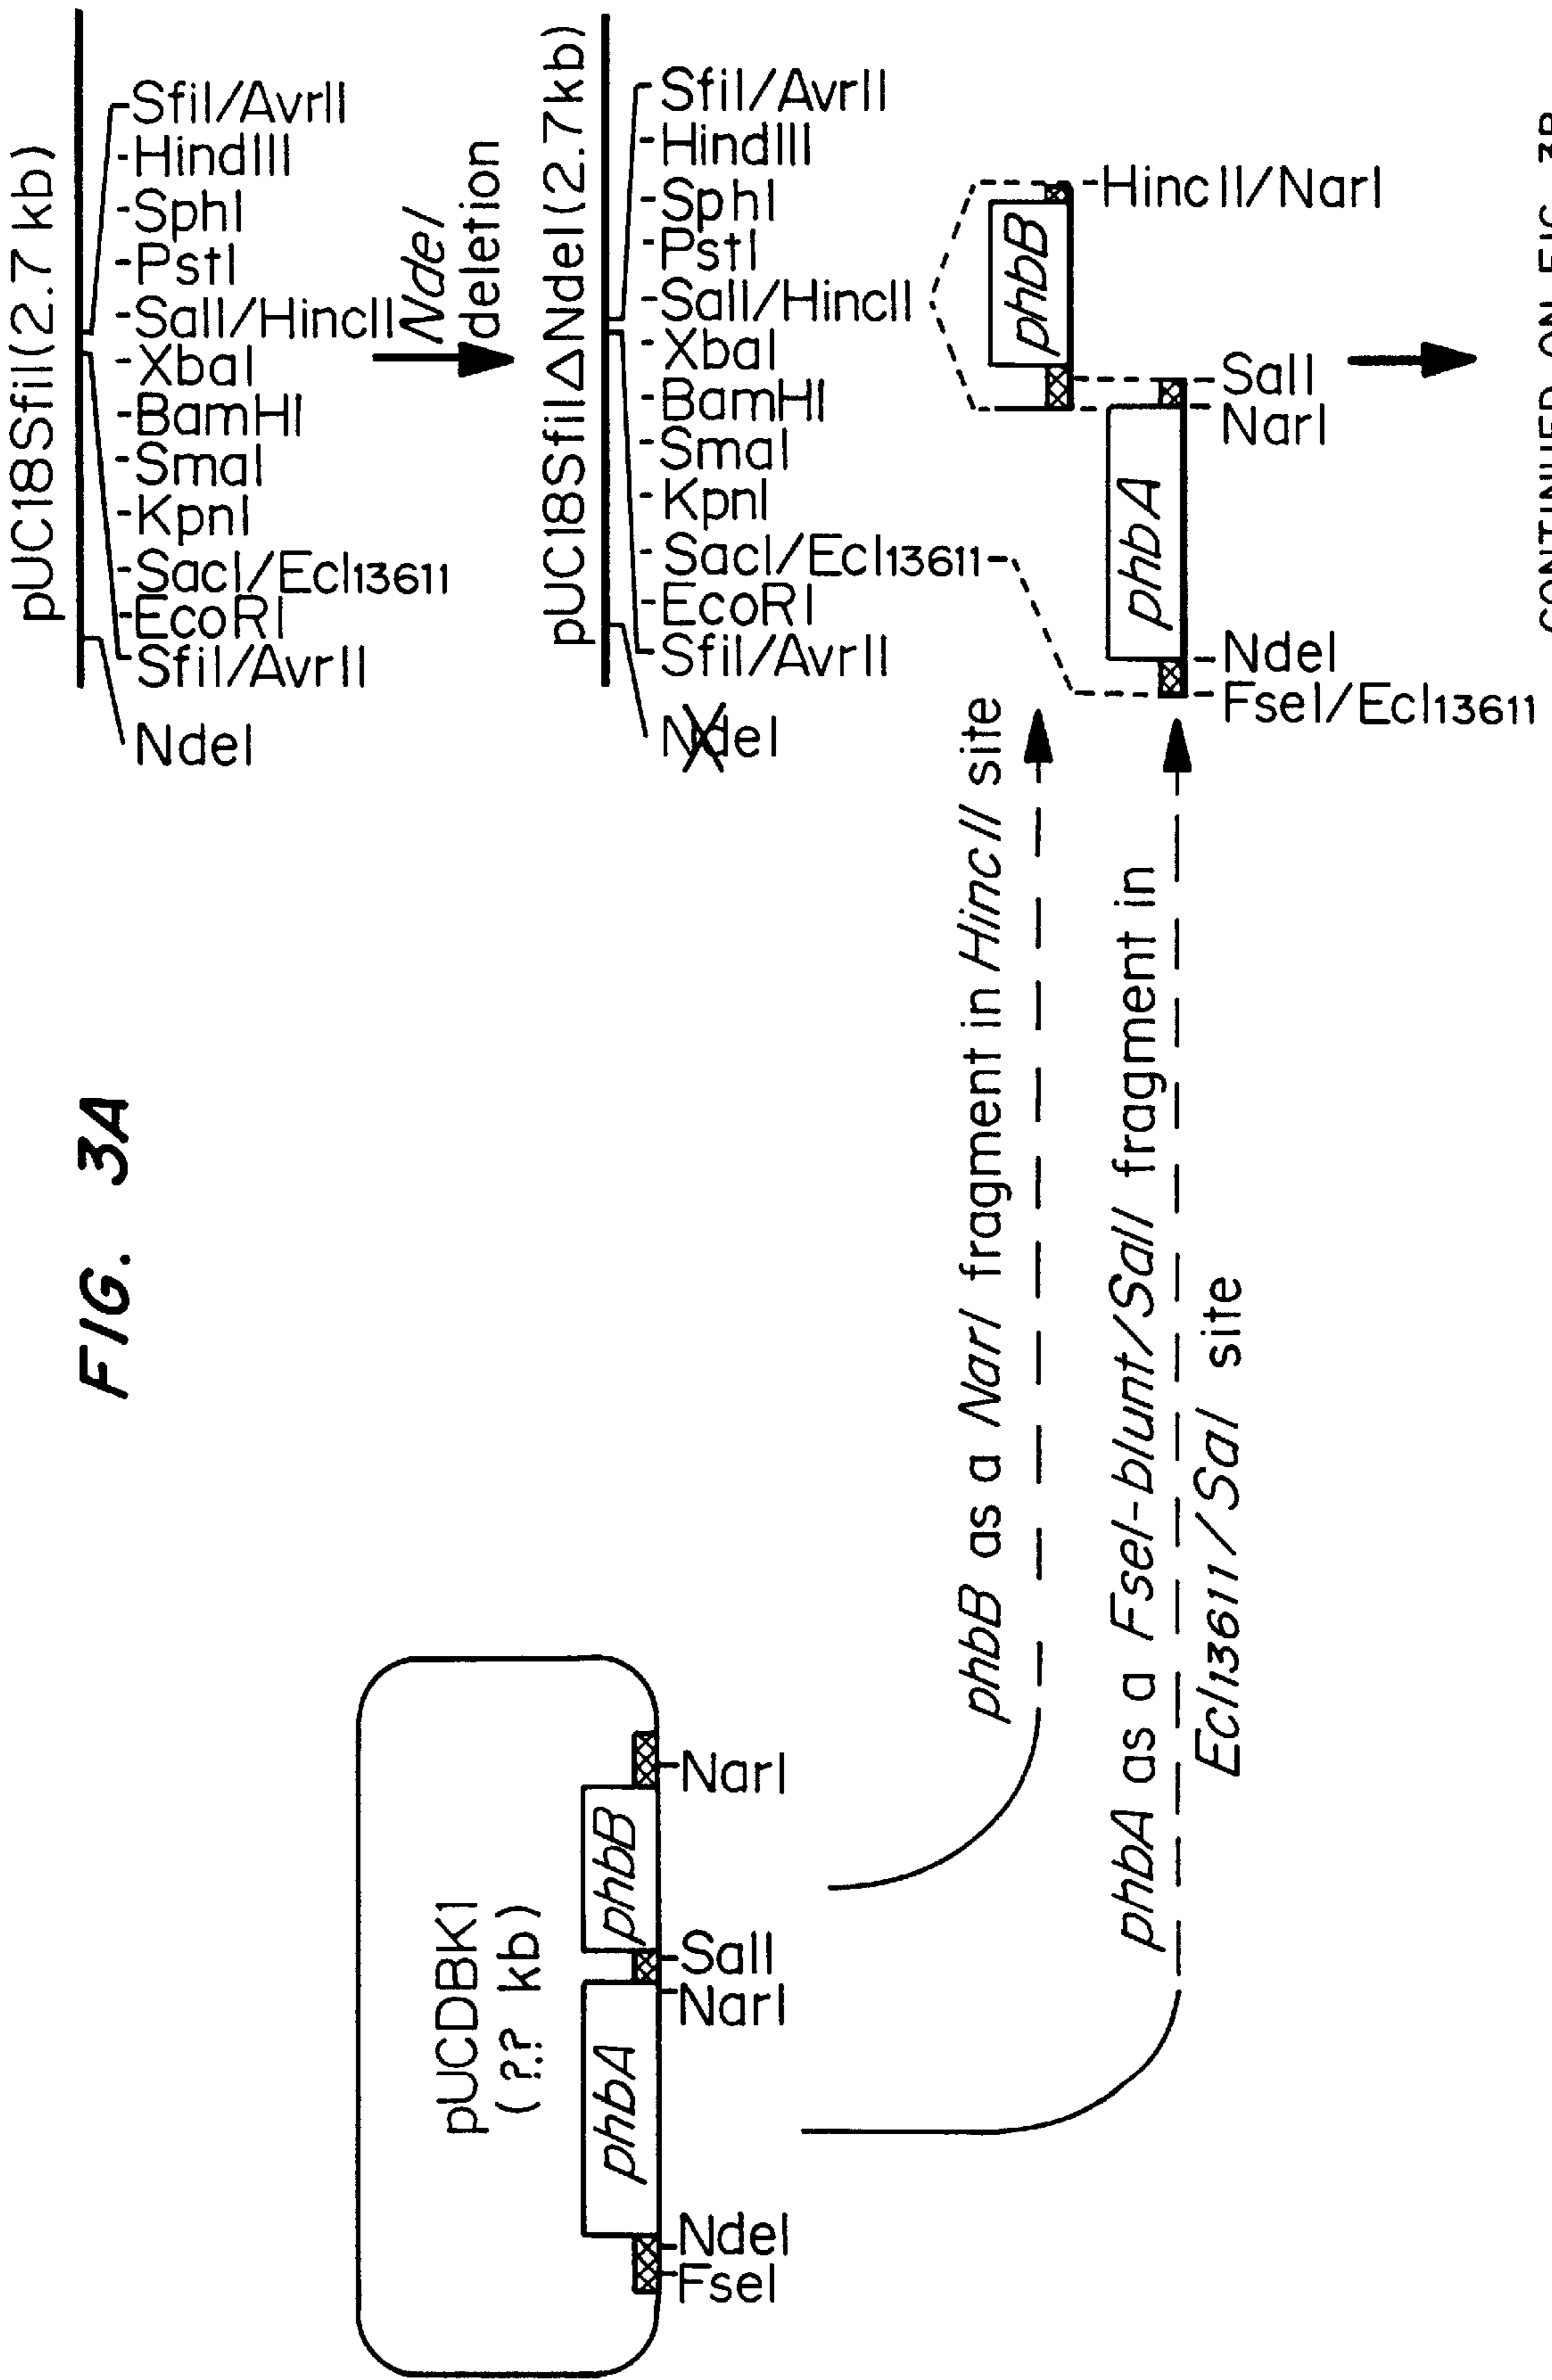 FIG. 3A
pUC18SfiI(2.7 kb)
NdeI
SfiI/AvrII
EcoRI
SacI/Ecl13611
KpnI
SmaI
BamHI
XbaI
SalI/HincII
PstI
SphI
HindIII
SfiI/AvrII
NdeI
deletion
pUC18SfiIΔNdeI(2.7kb)
NdeI
SfiI/AvrII
EcoRI
SacI/Ecl13611
KpnI
SmaI
BamHI
XbaI
SalI/HincII
PstI
SphI
HindIII
SfiI/AvrII
pUCDBK1
(?? kb)
phbA
phbB
FseI
NdeI
NarI
SalI
NarI
phbB as a NarI fragment in HincII site
phbB
HincII/NarI
phbA as a FseI-blunt/SalI fragment in
Ecl13611/Sal site
phbA
FseI/Ecl13611
NdeI
NarI
SalI